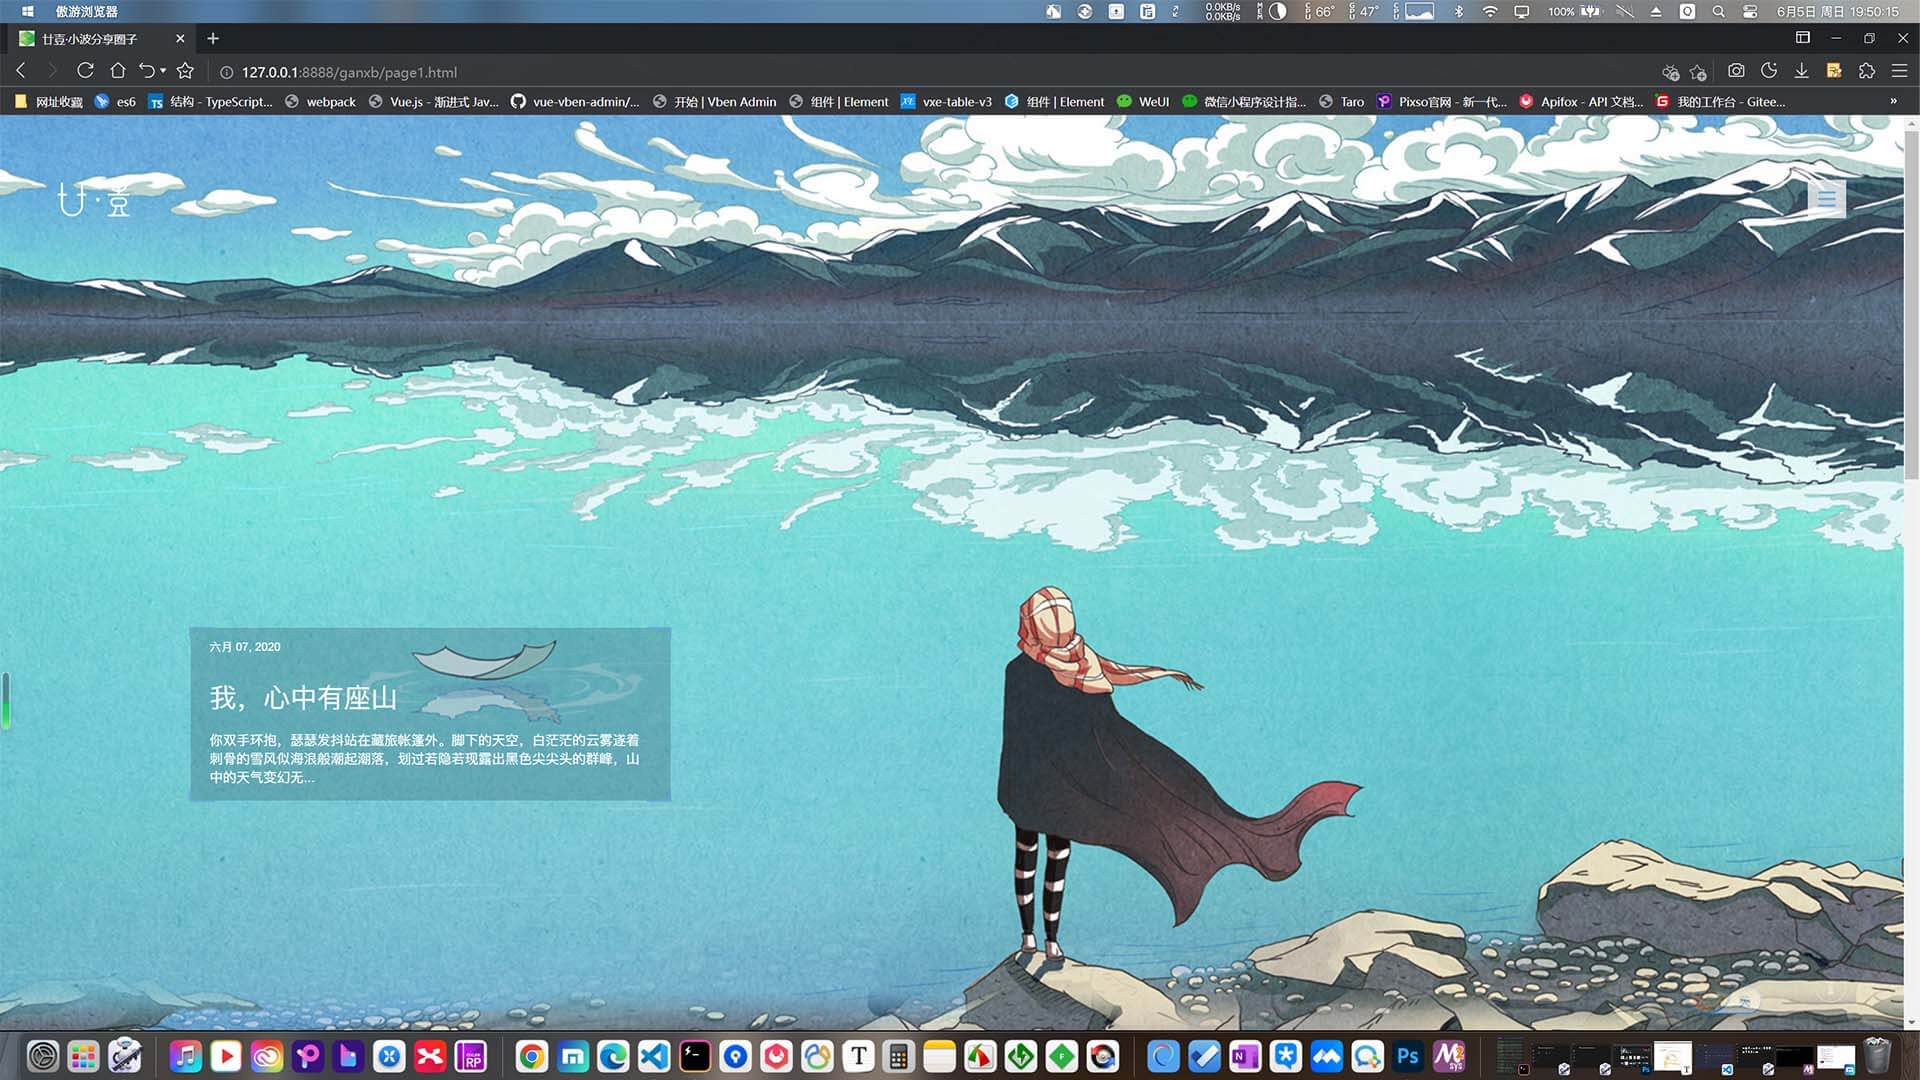 傲游浏览器
0.0KB/s
0.0KB/s
66°
47°
100%
6月5日 周日 19:50:15
廿壹·小波分享圈子
127.0.0.1:8888/ganxb/page1.html
网址收藏
es6
结构 - TypeScript...
webpack
Vue.js - 渐进式 Jav...
vue-vben-admin/...
开始 | Vben Admin
组件 | Element
vxe-table-v3
组件 | Element
WeUI
微信小程序设计指...
Taro
Pixso官网 - 新一代...
Apifox - API 文档...
我的工作台 - Gitee...
廿·壹
六月 07, 2020
我，心中有座山
你双手环抱，瑟瑟发抖站在藏旅帐篷外。脚下的天空，白茫茫的云雾遂着
刺骨的雪风似海浪般潮起潮落，划过若隐若现露出黑色尖尖头的群峰，山
中的天气变幻无...